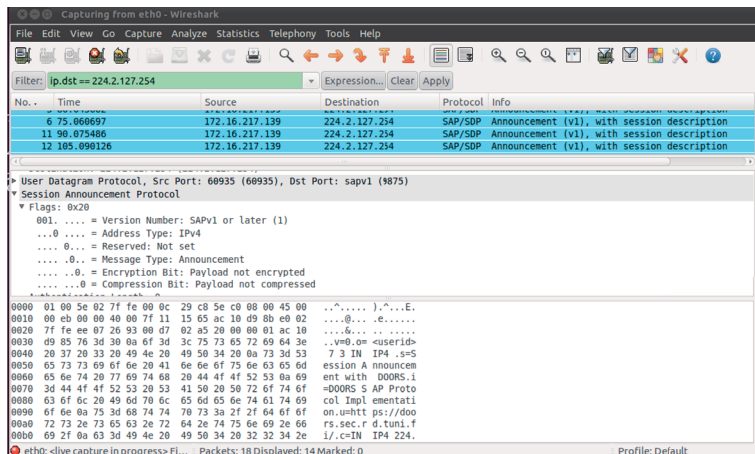 Capturing from eth0 - Wireshark
File Edit View Go Capture Analyze Statistics Telephony Tools Help
Filter: ip.dst == 224.2.127.254 Expression... Clear Apply
No. . Time Source Destination Protocol Info
6 75.060697 172.16.217.139 224.2.127.254 SAP/SDP Announcement (v1), with session description
11 90.075486 172.16.217.139 224.2.127.254 SAP/SDP Announcement (v1), with session description
12 105.090126 172.16.217.139 224.2.127.254 SAP/SDP Announcement (v1), with session description
User Datagram Protocol, Src Port: 60935 (60935), Dst Port: sapv1 (9875)
Session Announcement Protocol
Flags: 0x20
001. .... = Version Number: SAPv1 or later (1)
...0 .... = Address Type: IPv4
.... 0... = Reserved: Not set
.... .0.. = Message Type: Announcement
.... ..0. = Encryption Bit: Payload not encrypted
.... ...0 = Compression Bit: Payload not compressed
0000 01 00 5e 02 7f fe 00 0c 29 c8 5e c0 08 00 45 00 ..^..... ).^...E.
0010 00 eb 00 00 40 00 7f 11 15 65 ac 10 d9 8b e0 02 ....@... .e......
0020 7f fe ee 07 26 93 00 d7 02 a5 20 00 00 01 ac 10 ....&... .. .....
0030 d9 85 76 3d 30 0a 6f 3d 3c 75 73 65 72 69 64 3e ..v=0.o= <userid>
0040 20 37 20 33 20 49 4e 20 49 50 34 20 0a 73 3d 53 7 3 IN IP4 .s=S
0050 65 73 73 69 6f 6e 20 41 6e 6e 6f 75 6e 63 65 6d ession A nnouncem
0060 65 6e 74 20 77 69 74 68 20 44 4f 4f 52 53 0a 69 ent with DOORS.i
0070 3d 44 4f 4f 52 53 20 53 41 50 20 50 72 6f 74 6f =DOORS S AP Proto
0080 63 6f 6c 20 49 6d 70 6c 65 6d 65 6e 74 61 74 69 col Impl ementati
0090 6f 6e 0a 75 3d 68 74 74 70 73 3a 2f 2f 64 6f 6f on.u=htt ps://doo
00a0 72 73 2e 73 65 63 2e 72 64 2e 74 75 6e 69 2e 66 rs.sec.r d.tuni.f
00b0 69 2f 0a 63 3d 49 4e 20 49 50 34 20 32 32 34 2e i/.c=IN IP4 224.
eth0: <live capture in progress> Fi... Packets: 18 Displayed: 14 Marked: 0 Profile: Default